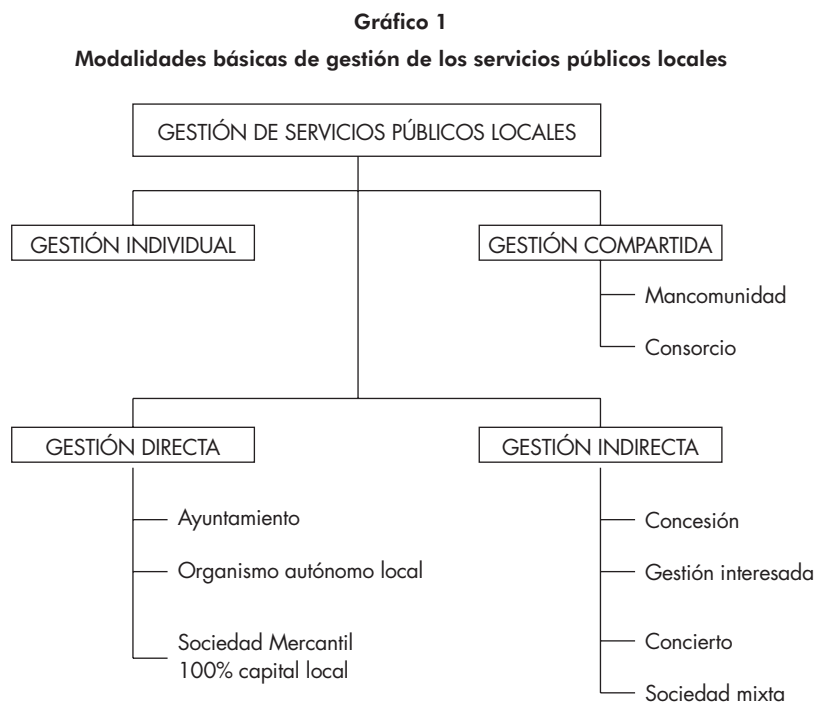 Gráfico 1
Modalidades básicas de gestión de los servicios públicos locales
GESTIÓN DE SERVICIOS PÚBLICOS LOCALES
GESTIÓN INDIVIDUAL
GESTIÓN COMPARTIDA
Mancomunidad
Consorcio
GESTIÓN DIRECTA
Ayuntamiento
Organismo autónomo local
Sociedad Mercantil
100% capital local
GESTIÓN INDIRECTA
Concesión
Gestión interesada
Concierto
Sociedad mixta